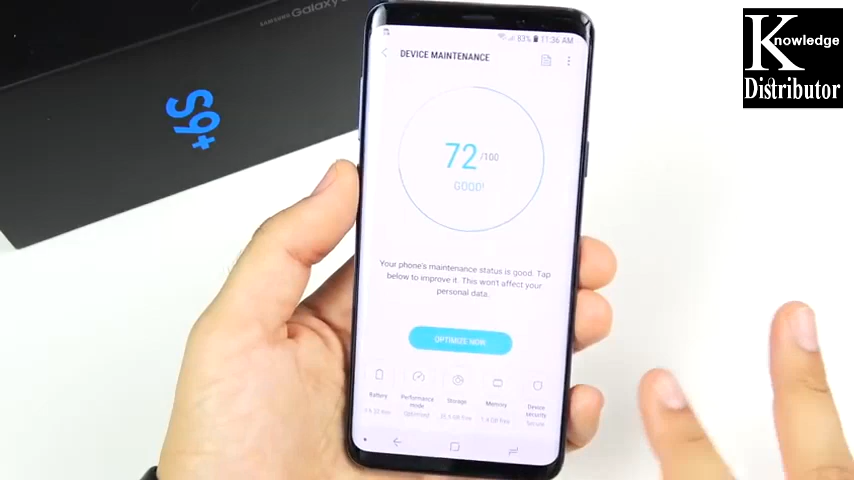 SAMSUNG Galaxy
S9+
83% 11:36 AM
DEVICE MAINTENANCE
72 /100
GOOD!
Your phone's maintenance status is good. Tap
below to improve it. This won't affect your
personal data.
OPTIMIZE NOW
Battery
Performance
mode
Optimized
Storage
Memory
Device
security
Secure
Knowledge
Distributor